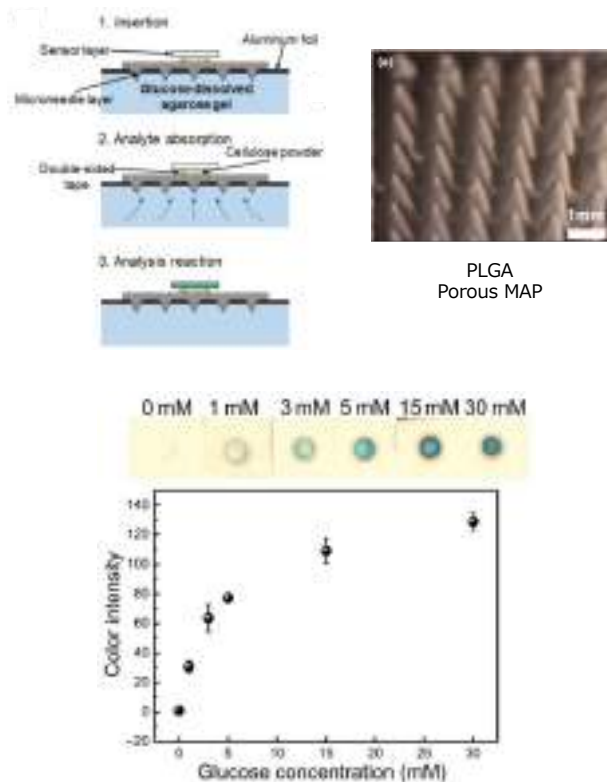 1. Insertion
Sensor layer
Aluminum foil
Microneedle layer
Glucose-dissolved
agarose gel
2. Analyte absorption
Double-sided
tape
Cellulose powder
3. Analysis reaction
1mm
PLGA
Porous MAP
0 mM 1 mM 3 mM 5 mM 15 mM 30 mM
140
120
100
80
60
40
20
0
-20
Color intensity
0 5 10 15 20 25 30
Glucose concentration (mM)